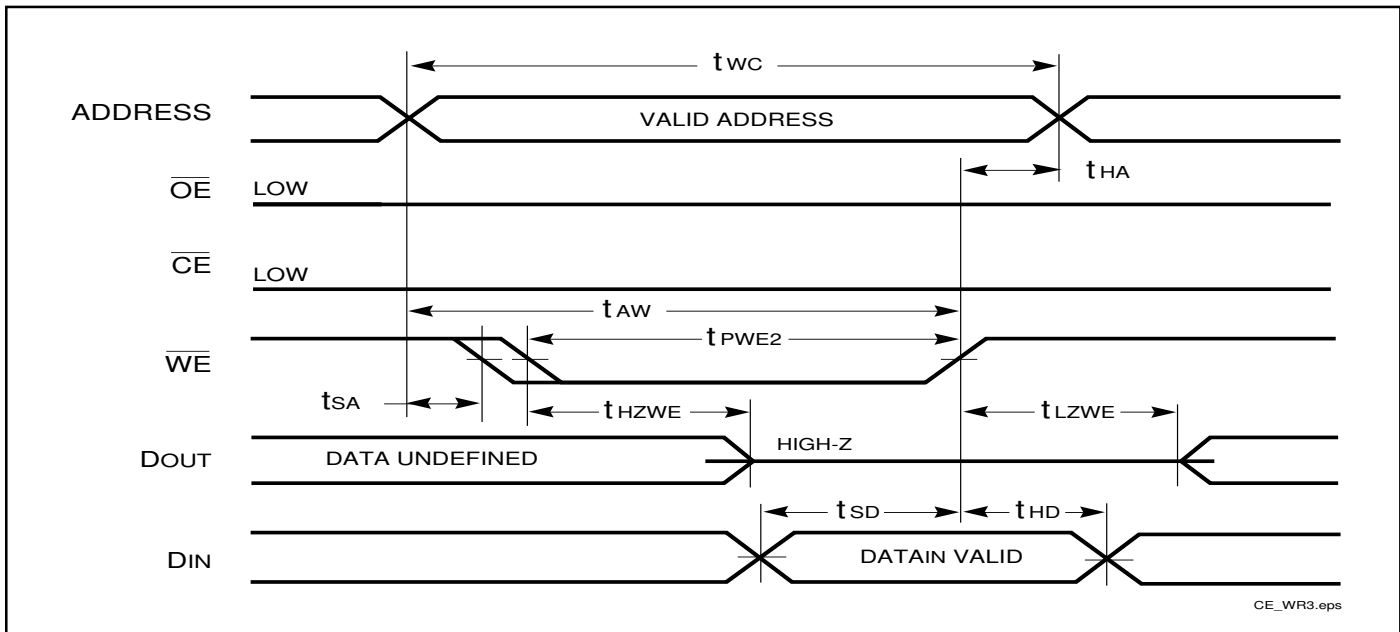 tWC
ADDRESS
VALID ADDRESS
tHA
OE
LOW
CE
LOW
tAW
tPWE2
WE
tSA
tHZWE
tLZWE
DOUT
DATA UNDEFINED
HIGH-Z
tSD
tHD
DIN
DATAIN VALID
CE_WR3.eps